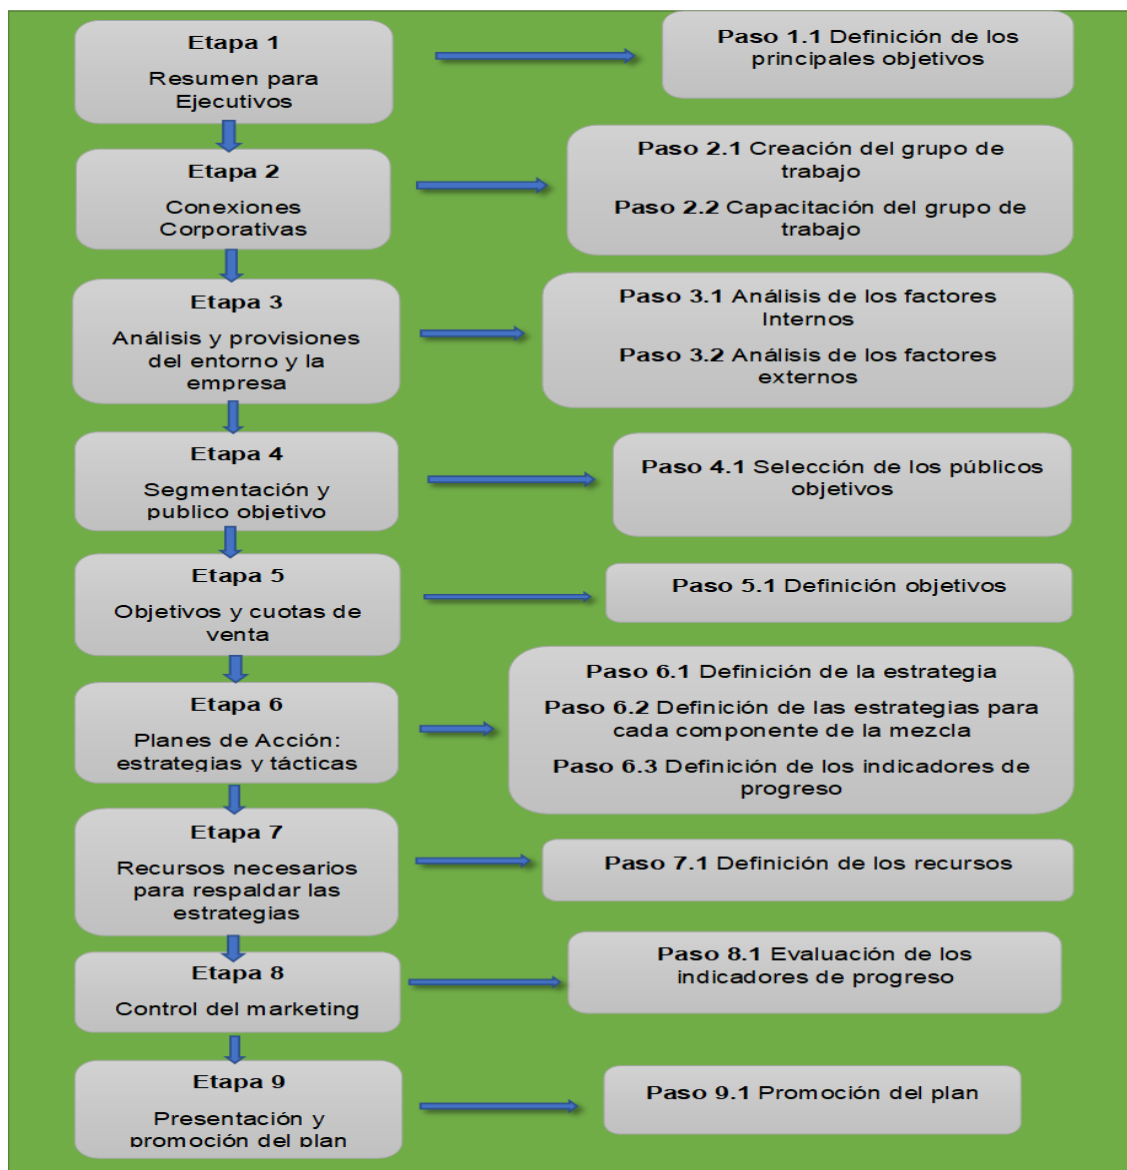 Etapa 1
Resumen para
Ejecutivos
Paso 1.1 Definición de los
principales objetivos
Etapa 2
Conexiones
Corporativas
Paso 2.1 Creación del grupo de
trabajo
Paso 2.2 Capacitación del grupo de
trabajo
Etapa 3
Análisis y provisiones
del entorno y la
empresa
Paso 3.1 Análisis de los factores
Internos
Paso 3.2 Análisis de los factores
externos
Etapa 4
Segmentación y
publico objetivo
Paso 4.1 Selección de los públicos
objetivos
Etapa 5
Objetivos y cuotas de
venta
Paso 5.1 Definición objetivos
Etapa 6
Planes de Acción:
estrategias y tácticas
Paso 6.1 Definición de la estrategia
Paso 6.2 Definición de las estrategias para
cada componente de la mezcla
Paso 6.3 Definición de los indicadores de
progreso
Etapa 7
Recursos necesarios
para respaldar las
estrategias
Paso 7.1 Definición de los recursos
Etapa 8
Control del marketing
Paso 8.1 Evaluación de los
indicadores de progreso
Etapa 9
Presentación y
promoción del plan
Paso 9.1 Promoción del plan